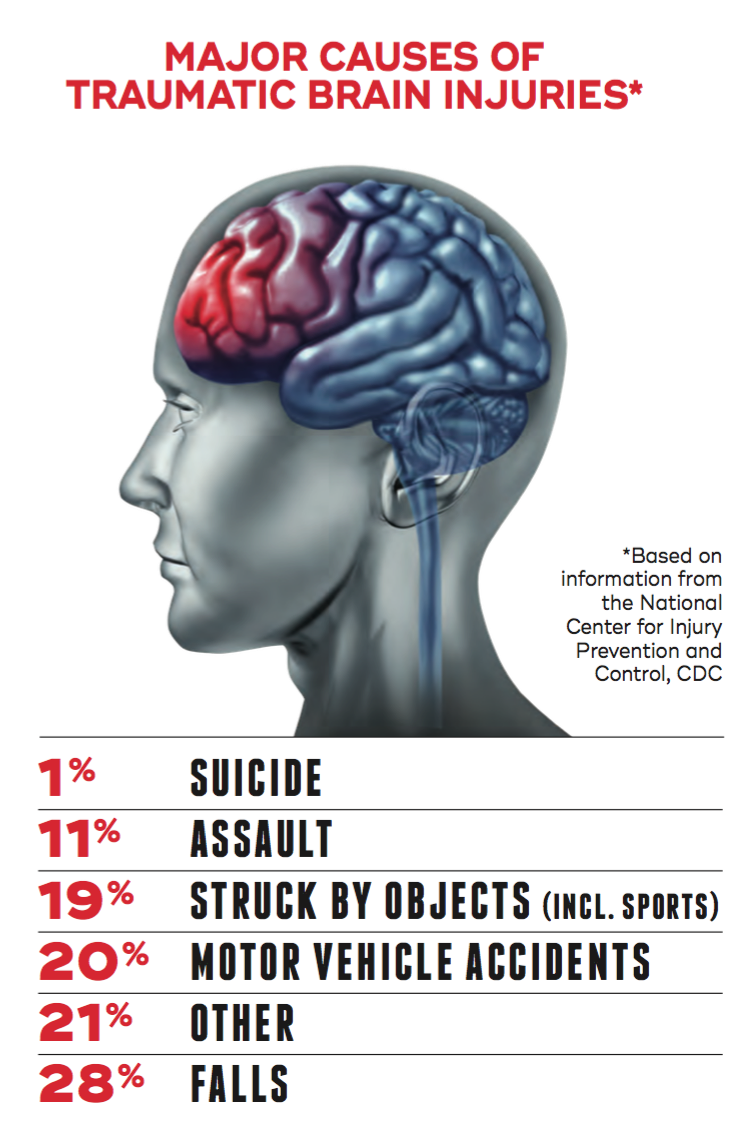 MAJOR CAUSES OF
TRAUMATIC BRAIN INJURIES*
*Based on
information from
the National
Center for Injury
Prevention and
Control, CDC
1% SUICIDE
11% ASSAULT
19% STRUCK BY OBJECTS (INCL. SPORTS)
20% MOTOR VEHICLE ACCIDENTS
21% OTHER
28% FALLS